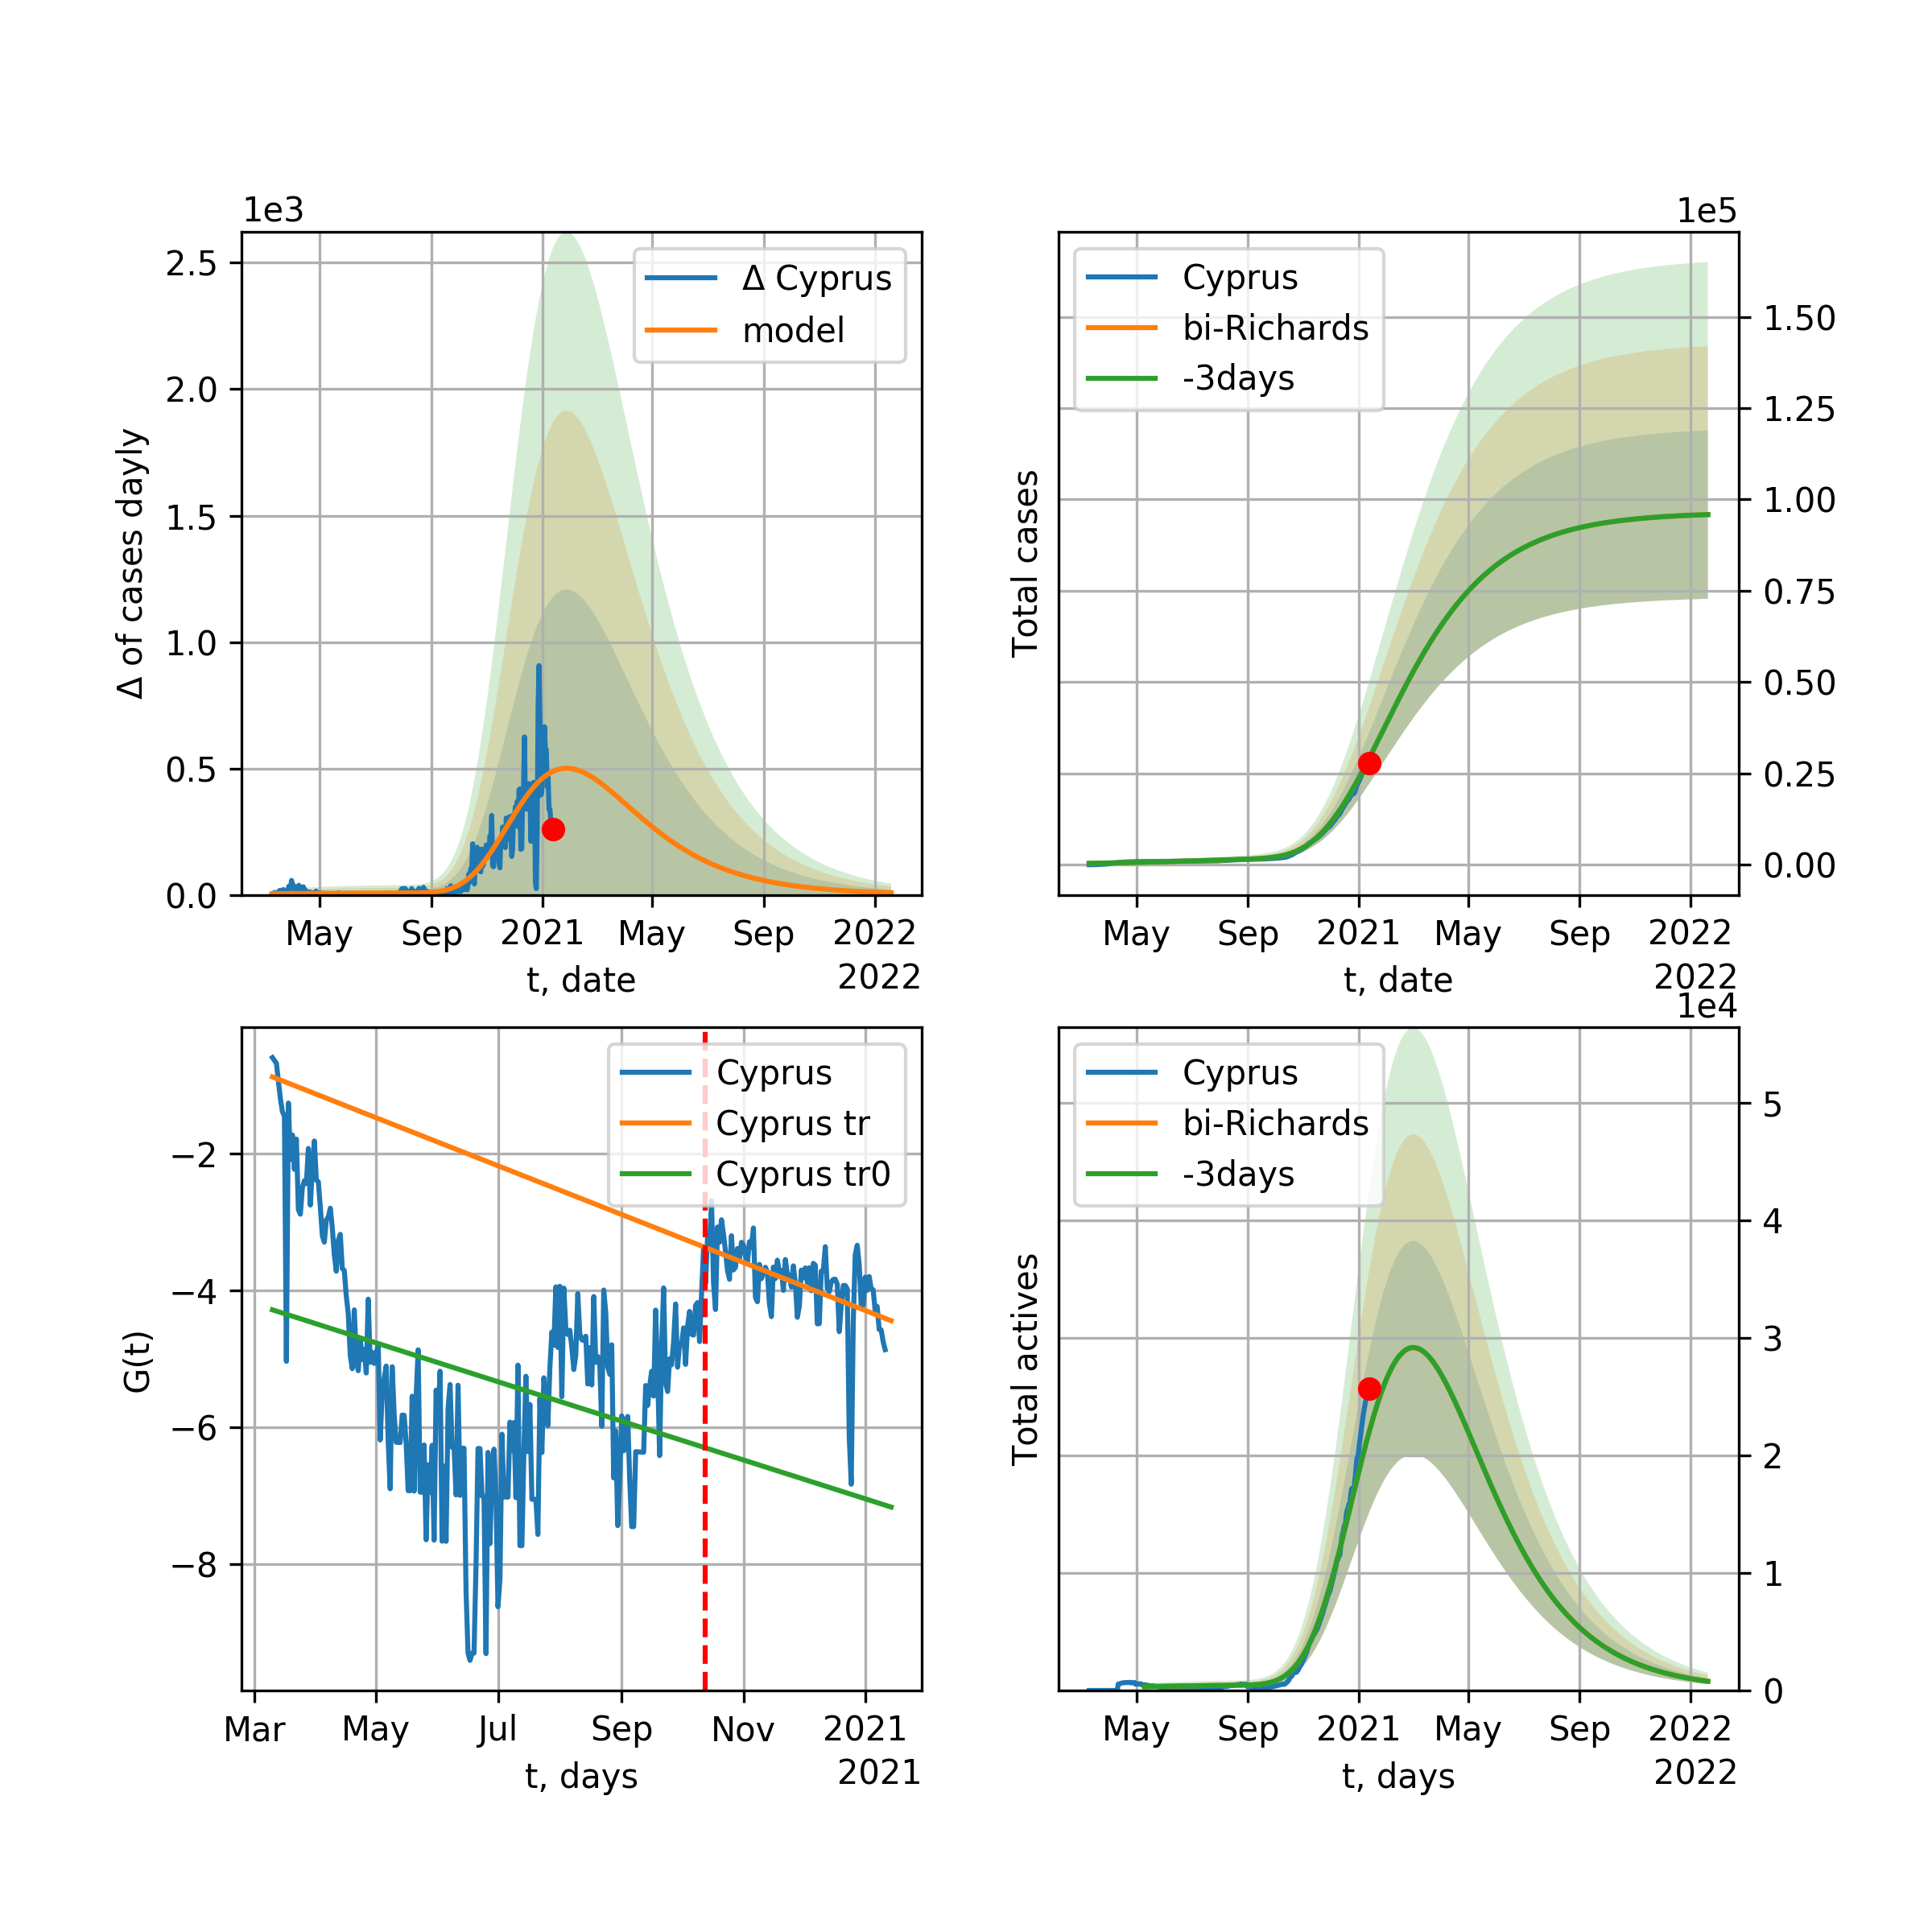 1e3
2.5
2.0
1.5
1.0
0.5
0.0
Δ of cases dayly
Δ Cyprus
model
May Sep 2021 May Sep 2022
t, date
2022
1e5
Cyprus
bi-Richards
-3days
Total cases
1.50
1.25
1.00
0.75
0.50
0.25
0.00
May Sep 2021 May Sep 2022
t, date
2022
Cyprus
Cyprus tr
Cyprus tr0
G(t)
−2
−4
−6
−8
Mar May Jul Sep Nov 2021
t, days
2021
1e4
Cyprus
bi-Richards
-3days
Total actives
5
4
3
2
1
0
May Sep 2021 May Sep 2022
t, days
2022